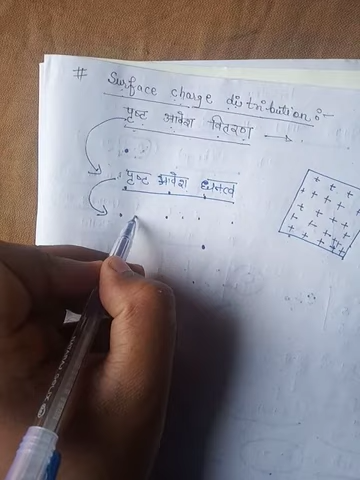 # Surface charge distribution :-
पृष्ट आवेश वितरण →
पृष्ट आवेश घनत्व